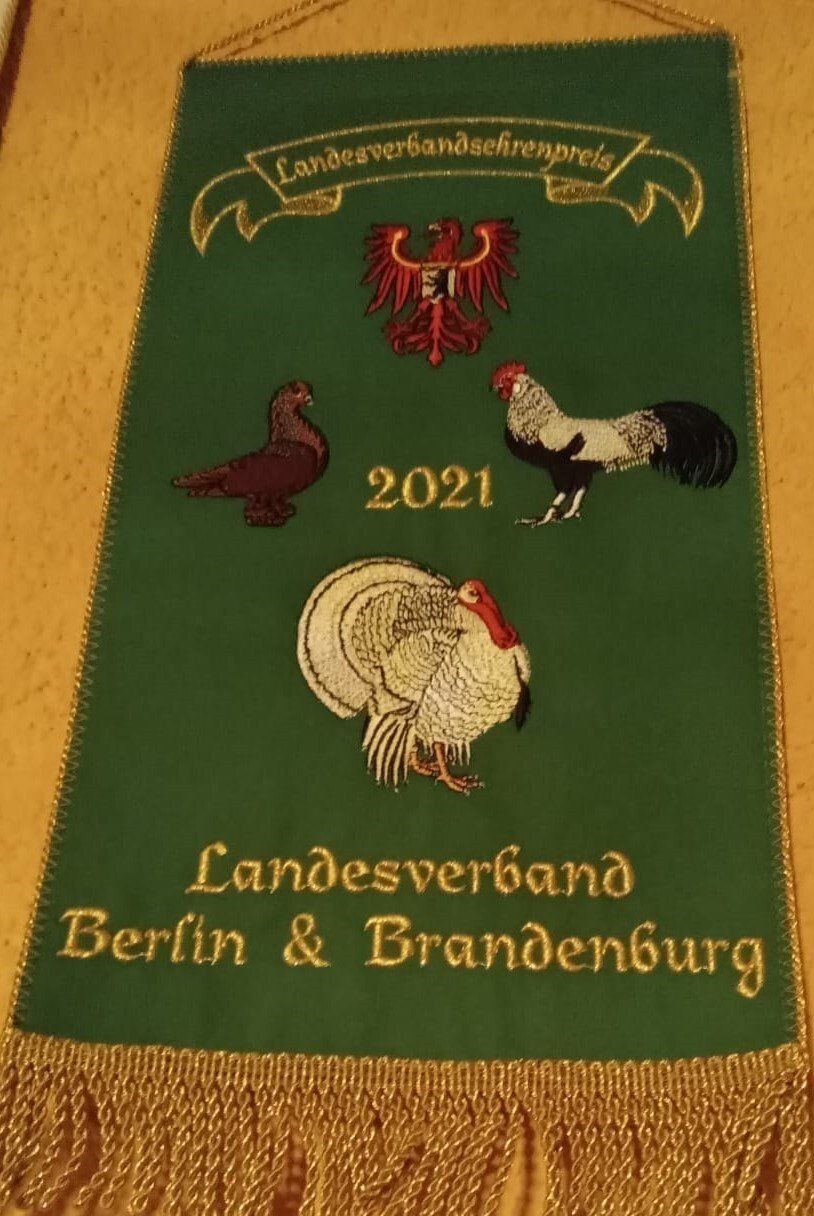 Landesverbandsehrenpreis
2021
Landesverband
Berlin & Brandenburg